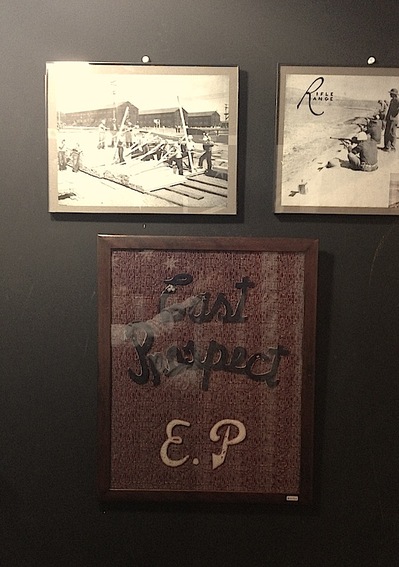 Rifle
Range
East
Prospect
E.P